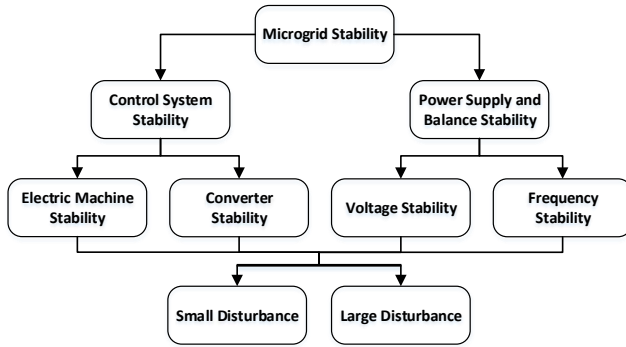 Microgrid Stability
Control System
Stability
Power Supply and
Balance Stability
Electric Machine
Stability
Converter
Stability
Voltage Stability
Frequency
Stability
Small Disturbance
Large Disturbance